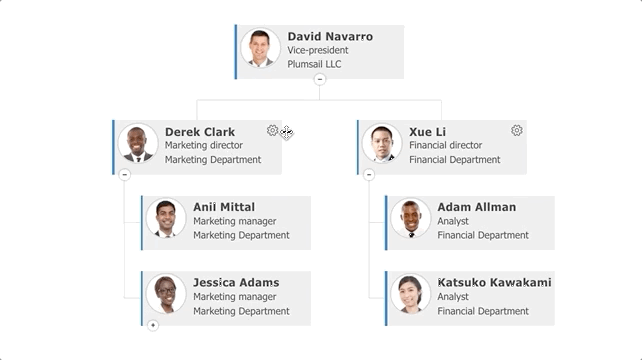 David Navarro
Vice-president
Plumsail LLC
Derek Clark
Marketing director
Marketing Department
Xue Li
Financial director
Financial Department
Anii Mittal
Marketing manager
Marketing Department
Adam Allman
Analyst
Financial Department
Jessica Adams
Marketing manager
Marketing Department
Katsuko Kawakami
Analyst
Financial Department